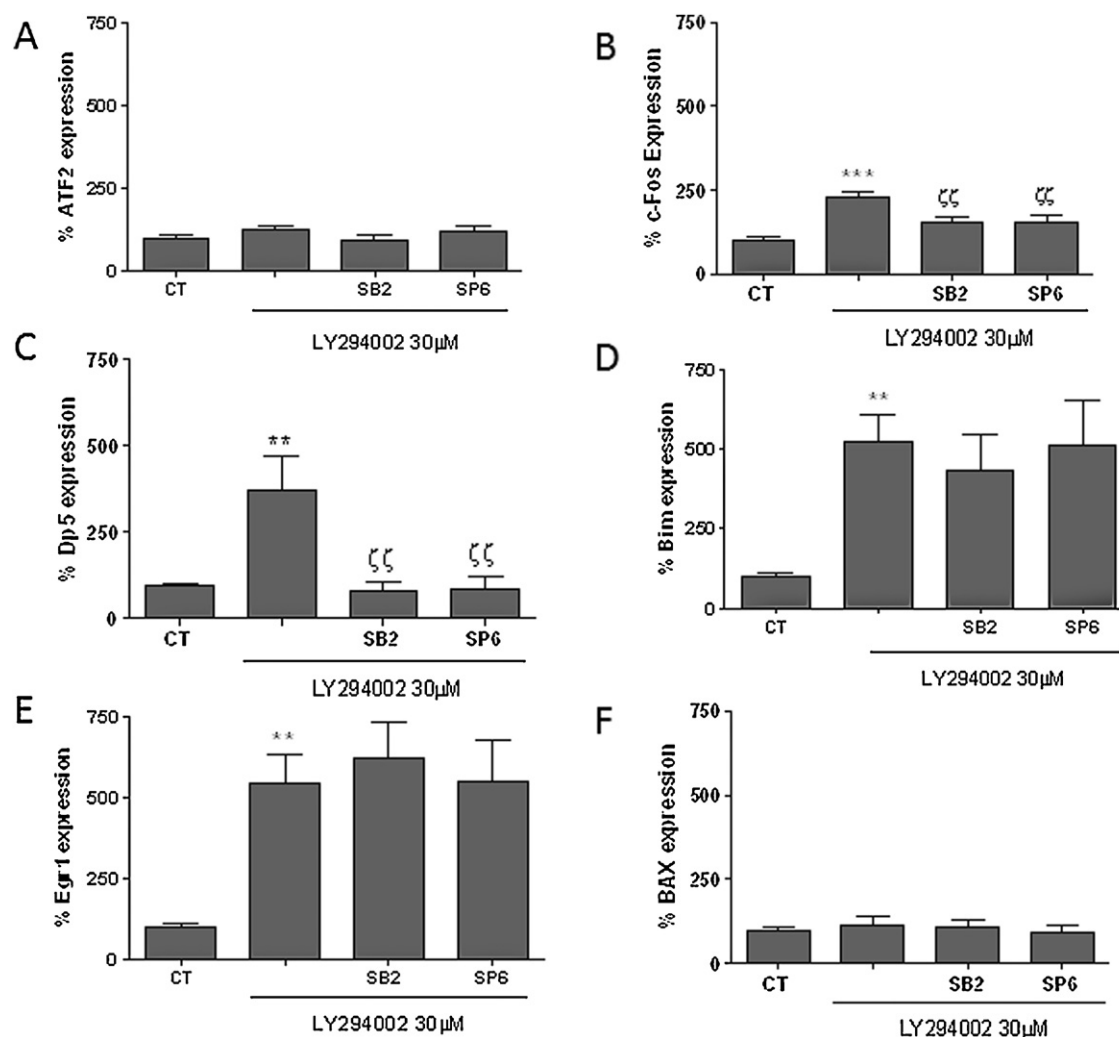 A
% ATF2 expression
750
500
250
0
CT
SB2
SP6
LY294002 30µM
B
% c-Fos Expression
750
500
250
0
***
ζζ
ζζ
CT
SB2
SP6
LY294002 30µM
C
% Dp5 expression
750
500
250
0
**
ζζ
ζζ
CT
SB2
SP6
LY294002 30µM
D
% Bim expression
750
500
250
0
**
CT
SB2
SP6
LY294002 30µM
E
% Egr1 expression
750
500
250
0
**
CT
SB2
SP6
LY294002 30µM
F
% BAX expression
750
500
250
0
CT
SB2
SP6
LY294002 30µM